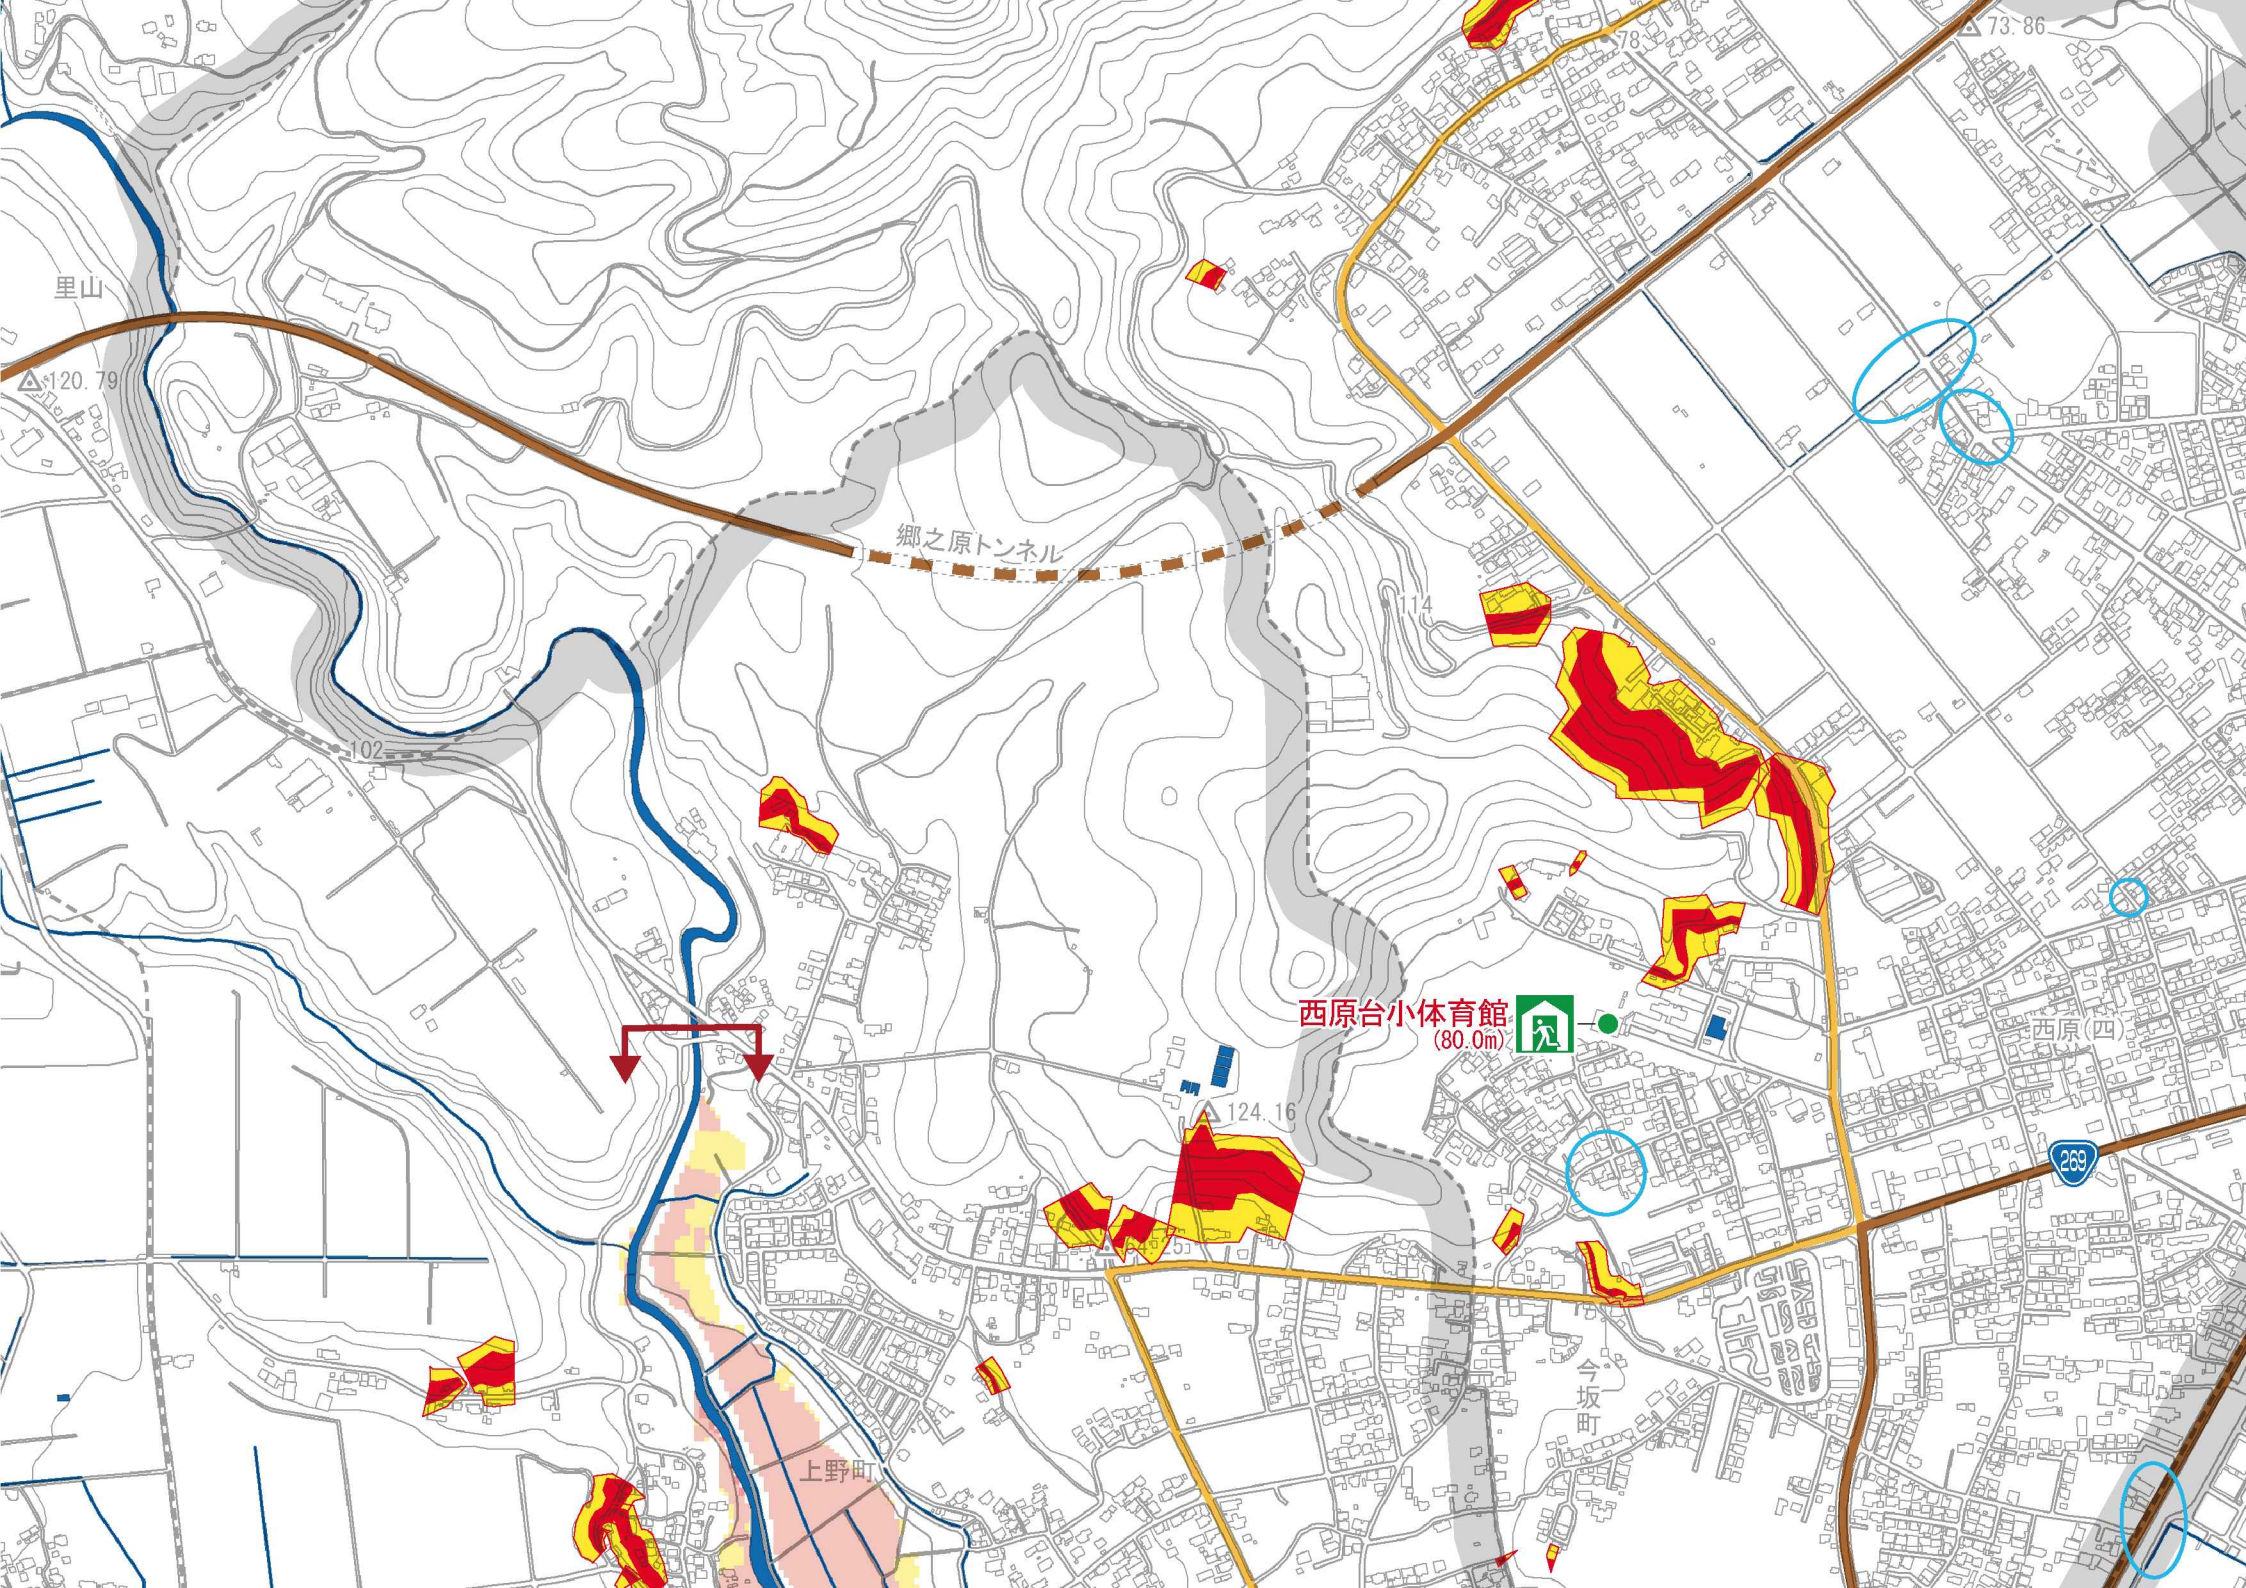 73.86
78
里山
120.79
郷之原トンネル
114
102
西原台小体育館
(80.0m)
西原(四)
124.16
269
今坂町
上野町